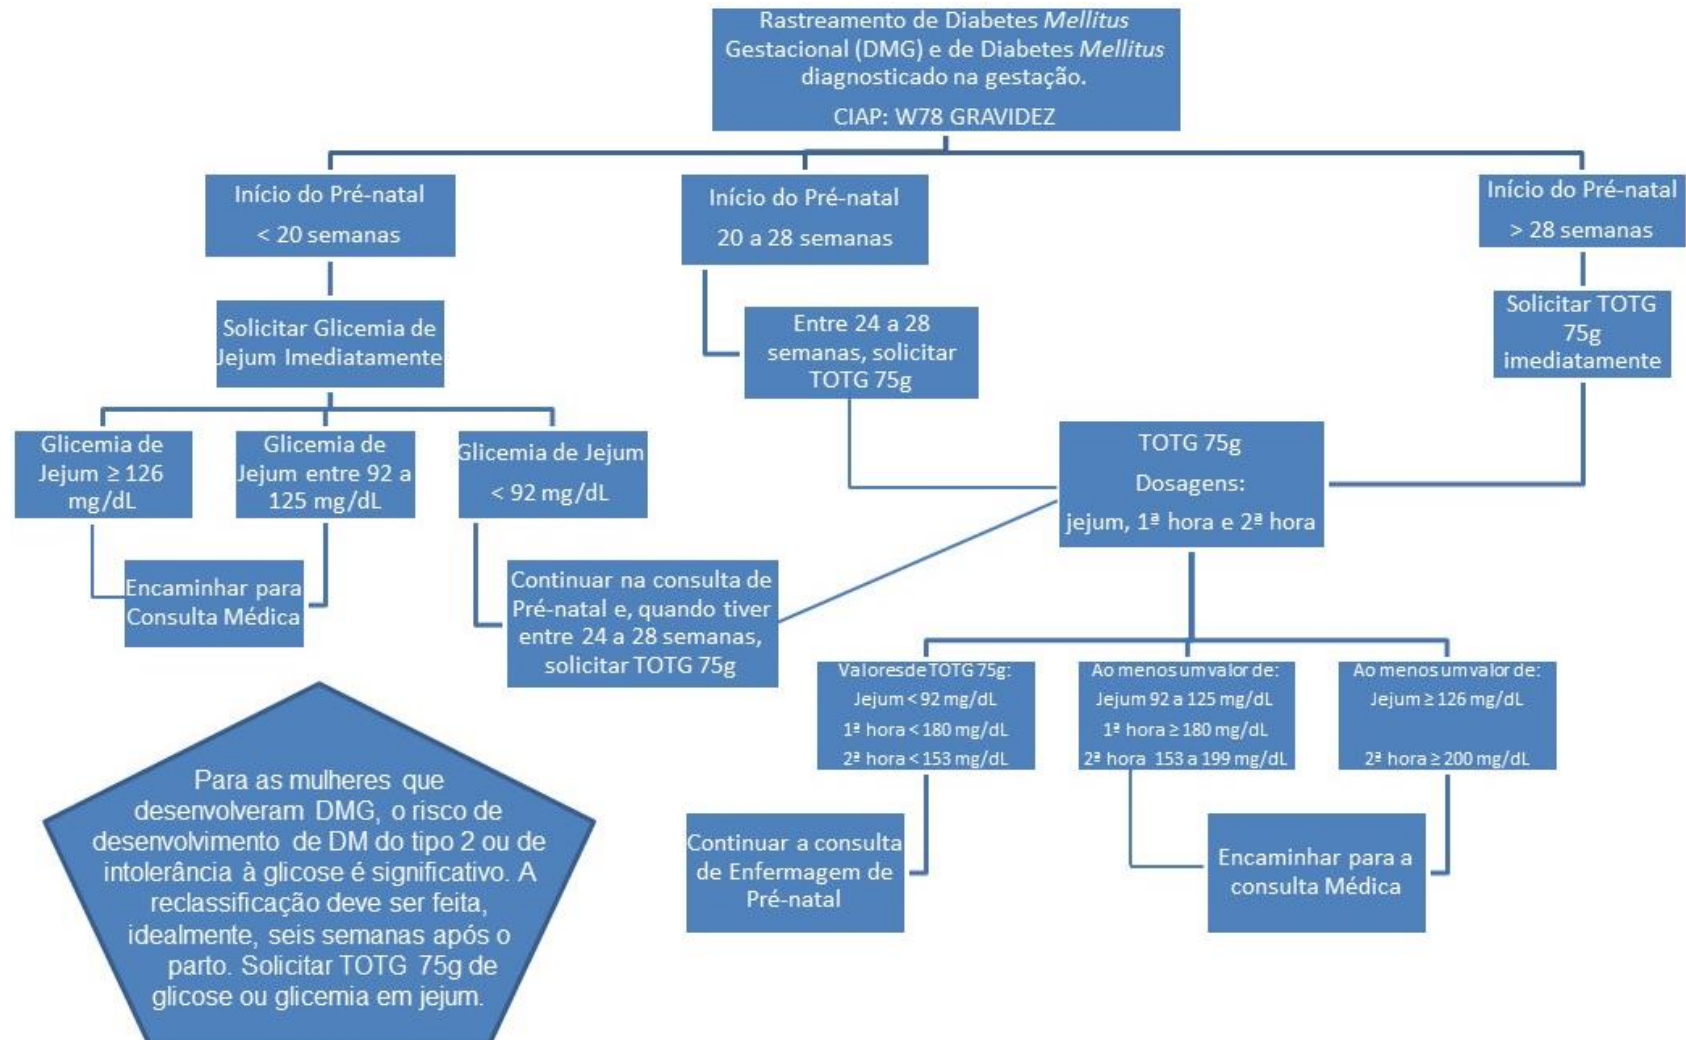 Rastreamento de Diabetes Mellitus
Gestacional (DMG) e de Diabetes Mellitus
diagnosticado na gestação.
CIAP: W78 GRAVIDEZ
Início do Pré-natal
< 20 semanas
Início do Pré-natal
20 a 28 semanas
Início do Pré-natal
> 28 semanas
Solicitar Glicemia de
Jejum Imediatamente
Entre 24 a 28
semanas, solicitar
TOTG 75g
Solicitar TOTG
75g
imediatamente
Glicemia de
Jejum ≥ 126
mg/dL
Glicemia de
Jejum entre 92 a
125 mg/dL
Glicemia de Jejum
< 92 mg/dL
TOTG 75g
Dosagens:
jejum, 1ª hora e 2ª hora
Encaminhar para
Consulta Médica
Continuar na consulta de
Pré-natal e, quando tiver
entre 24 a 28 semanas,
solicitar TOTG 75g
Valores de TOTG 75g:
Jejum < 92 mg/dL
1ª hora < 180 mg/dL
2ª hora < 153 mg/dL
Ao menos um valor de:
Jejum 92 a 125 mg/dL
1ª hora ≥ 180 mg/dL
2ª hora 153 a 199 mg/dL
Ao menos um valor de:
Jejum ≥ 126 mg/dL
2ª hora ≥ 200 mg/dL
Continuar a consulta
de Enfermagem de
Pré-natal
Encaminhar para a
consulta Médica
Para as mulheres que
desenvolveram DMG, o risco de
desenvolvimento de DM do tipo 2 ou de
intolerância à glicose é significativo. A
reclassificação deve ser feita,
idealmente, seis semanas após o
parto. Solicitar TOTG 75g de
glicose ou glicemia em jejum.